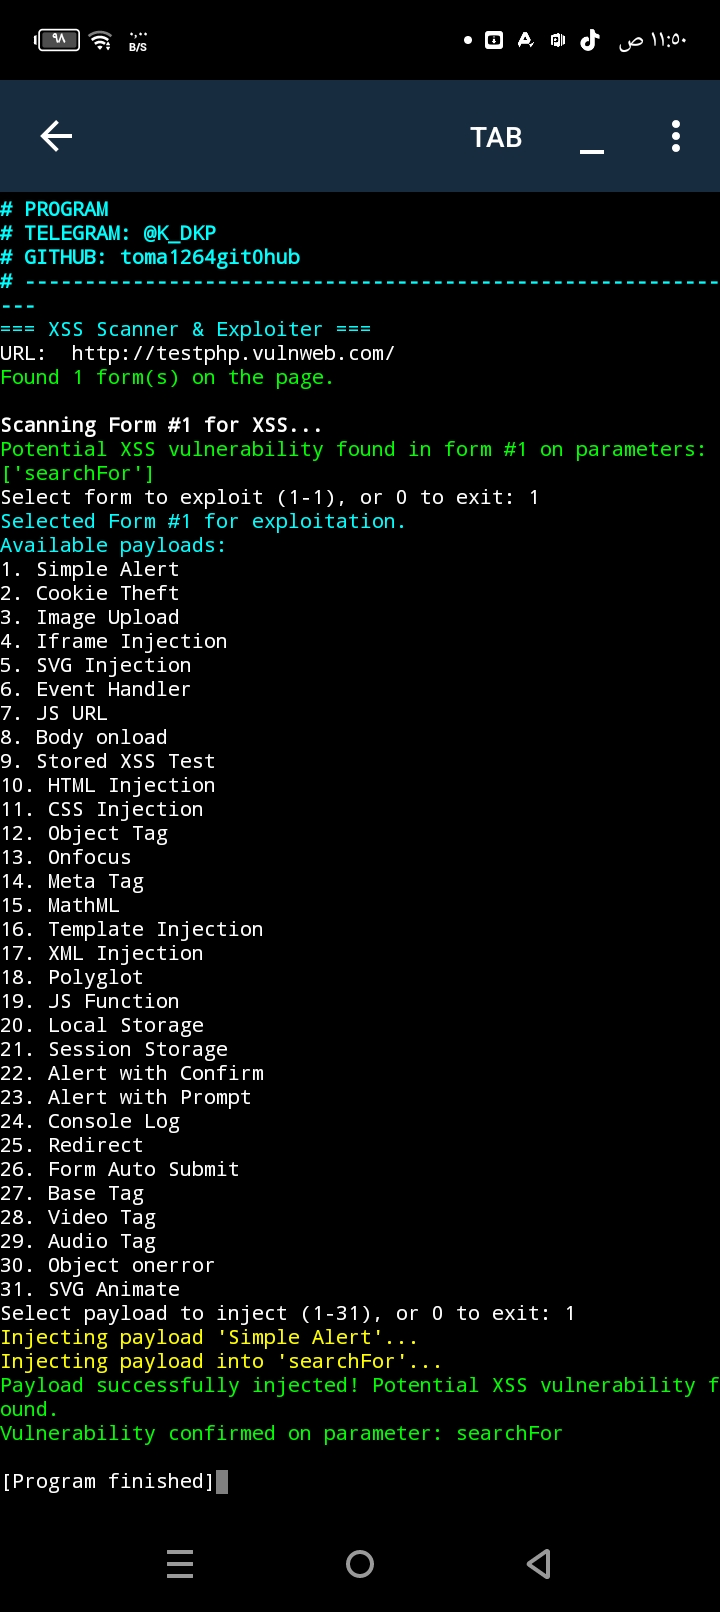 ٩٨
B/S
١١:٥٠ ص
TAB
# PROGRAM
# TELEGRAM: @K_DKP
# GITHUB: toma1264git0hub
# ----------------------------------------------------------
---
=== XSS Scanner & Exploiter ===
URL:  http://testphp.vulnweb.com/
Found 1 form(s) on the page.
Scanning Form #1 for XSS...
Potential XSS vulnerability found in form #1 on parameters:
['searchFor']
Select form to exploit (1-1), or 0 to exit: 1
Selected Form #1 for exploitation.
Available payloads:
1. Simple Alert
2. Cookie Theft
3. Image Upload
4. Iframe Injection
5. SVG Injection
6. Event Handler
7. JS URL
8. Body onload
9. Stored XSS Test
10. HTML Injection
11. CSS Injection
12. Object Tag
13. Onfocus
14. Meta Tag
15. MathML
16. Template Injection
17. XML Injection
18. Polyglot
19. JS Function
20. Local Storage
21. Session Storage
22. Alert with Confirm
23. Alert with Prompt
24. Console Log
25. Redirect
26. Form Auto Submit
27. Base Tag
28. Video Tag
29. Audio Tag
30. Object onerror
31. SVG Animate
Select payload to inject (1-31), or 0 to exit: 1
Injecting payload 'Simple Alert'...
Injecting payload into 'searchFor'...
Payload successfully injected! Potential XSS vulnerability f
ound.
Vulnerability confirmed on parameter: searchFor
[Program finished]